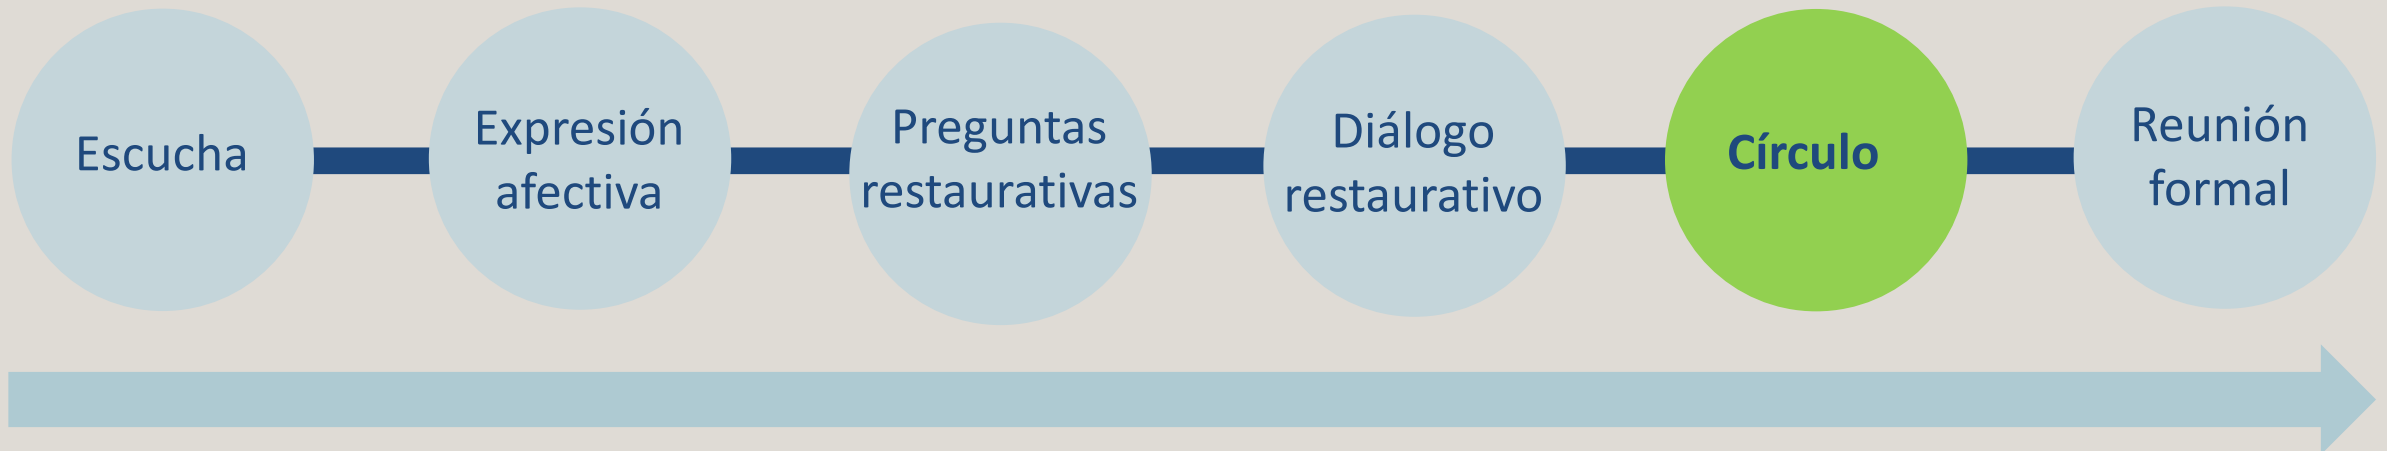 Escucha
Expresión
afectiva
Preguntas
restaurativas
Diálogo
restaurativo
Círculo
Reunión
formal